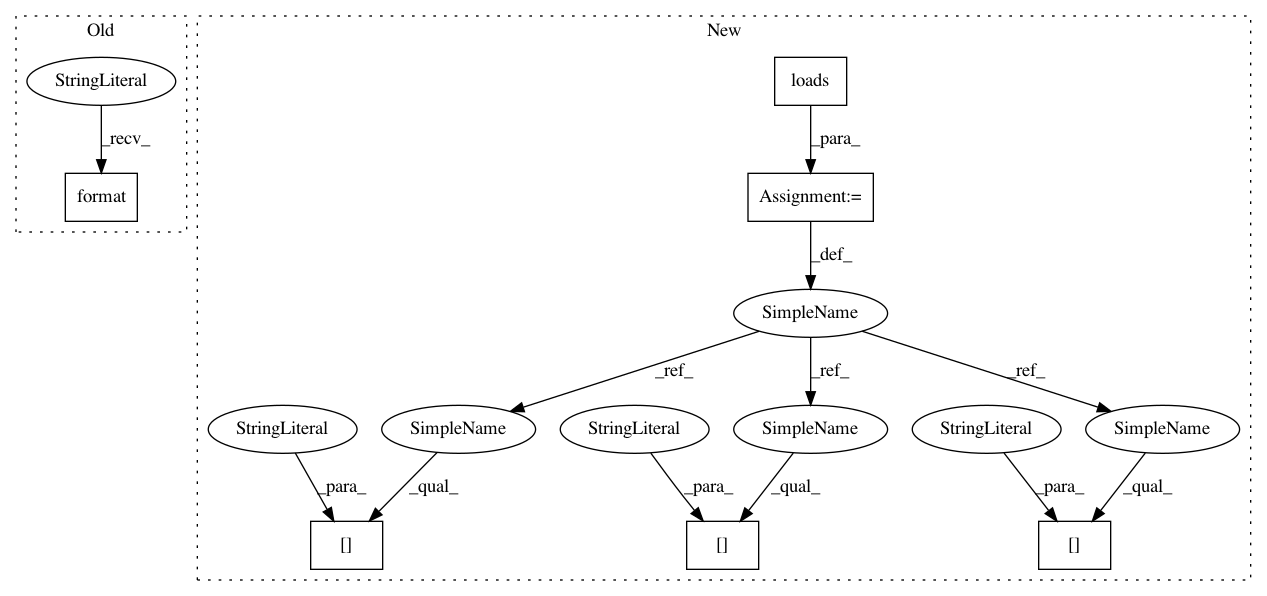 Old
New
StringLiteral
loads
_recv_
_para_
format
Assignment:=
_def_
SimpleName
_ref_
_ref_
_ref_
StringLiteral
SimpleName
StringLiteral
SimpleName
StringLiteral
SimpleName
_para_
_qual_
_para_
_qual_
_para_
_qual_
[]
[]
[]